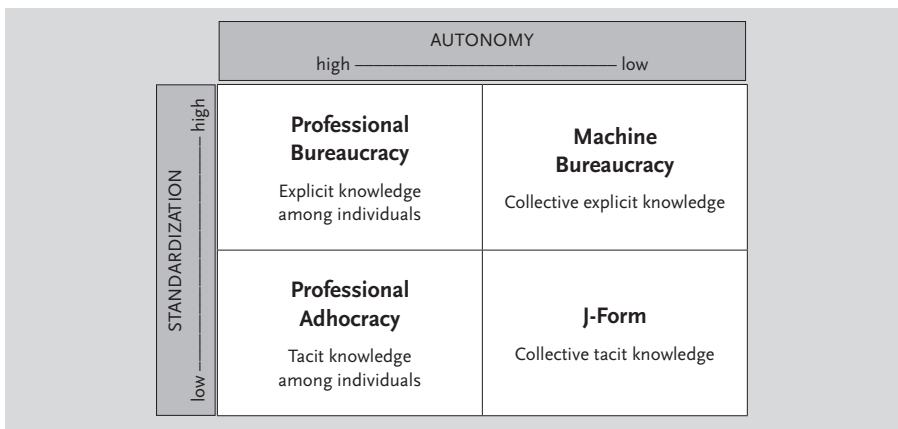 AUTONOMY
high low
STANDARDIZATION
high
low
Professional
Bureaucracy
Explicit knowledge
among individuals
Machine
Bureaucracy
Collective explicit knowledge
Professional
Adhocracy
Tacit knowledge
among individuals
J-Form
Collective tacit knowledge